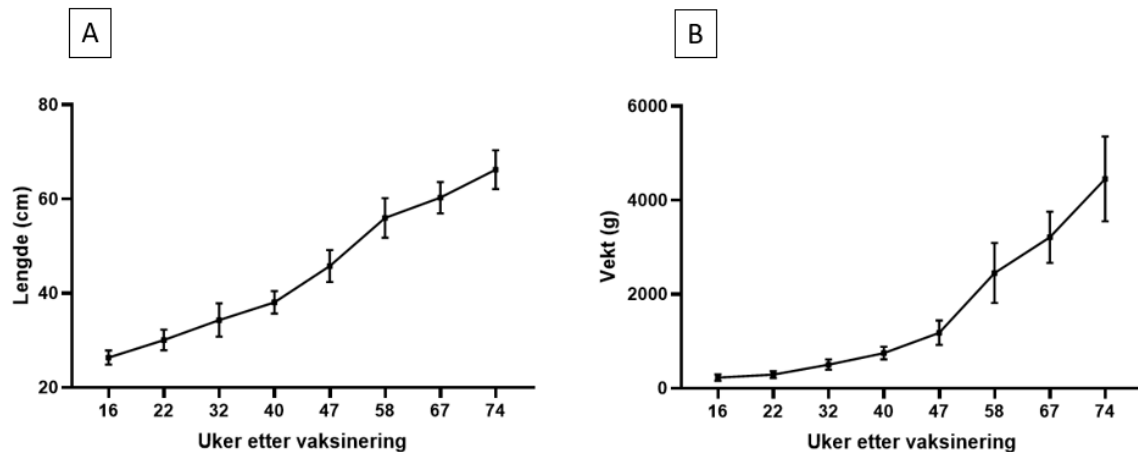 A
80
60
40
20
Lengde (cm)
16 22 32 40 47 58 67 74
Uker etter vaksinering
B
6000
4000
2000
0
Vekt (g)
16 22 32 40 47 58 67 74
Uker etter vaksinering